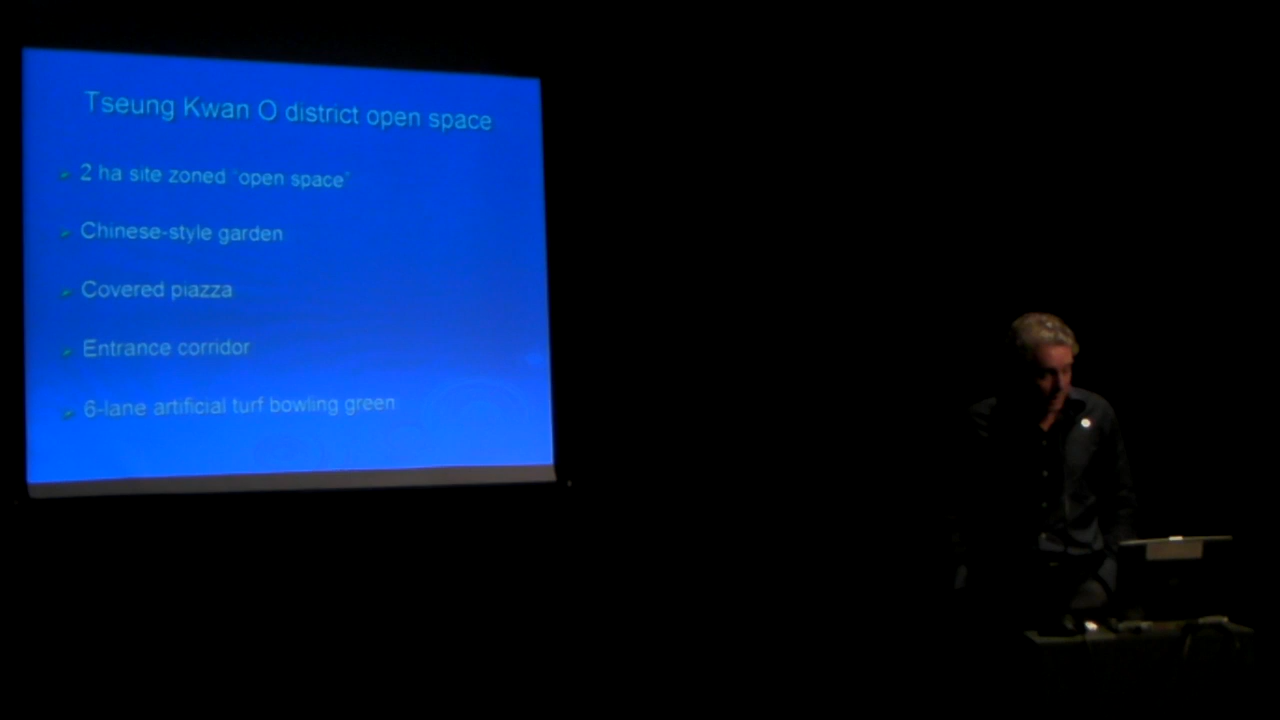 Tseung Kwan O district open space
2 ha site zoned "open space"
Chinese-style garden
Covered piazza
Entrance corridor
6-lane artificial turf bowling green